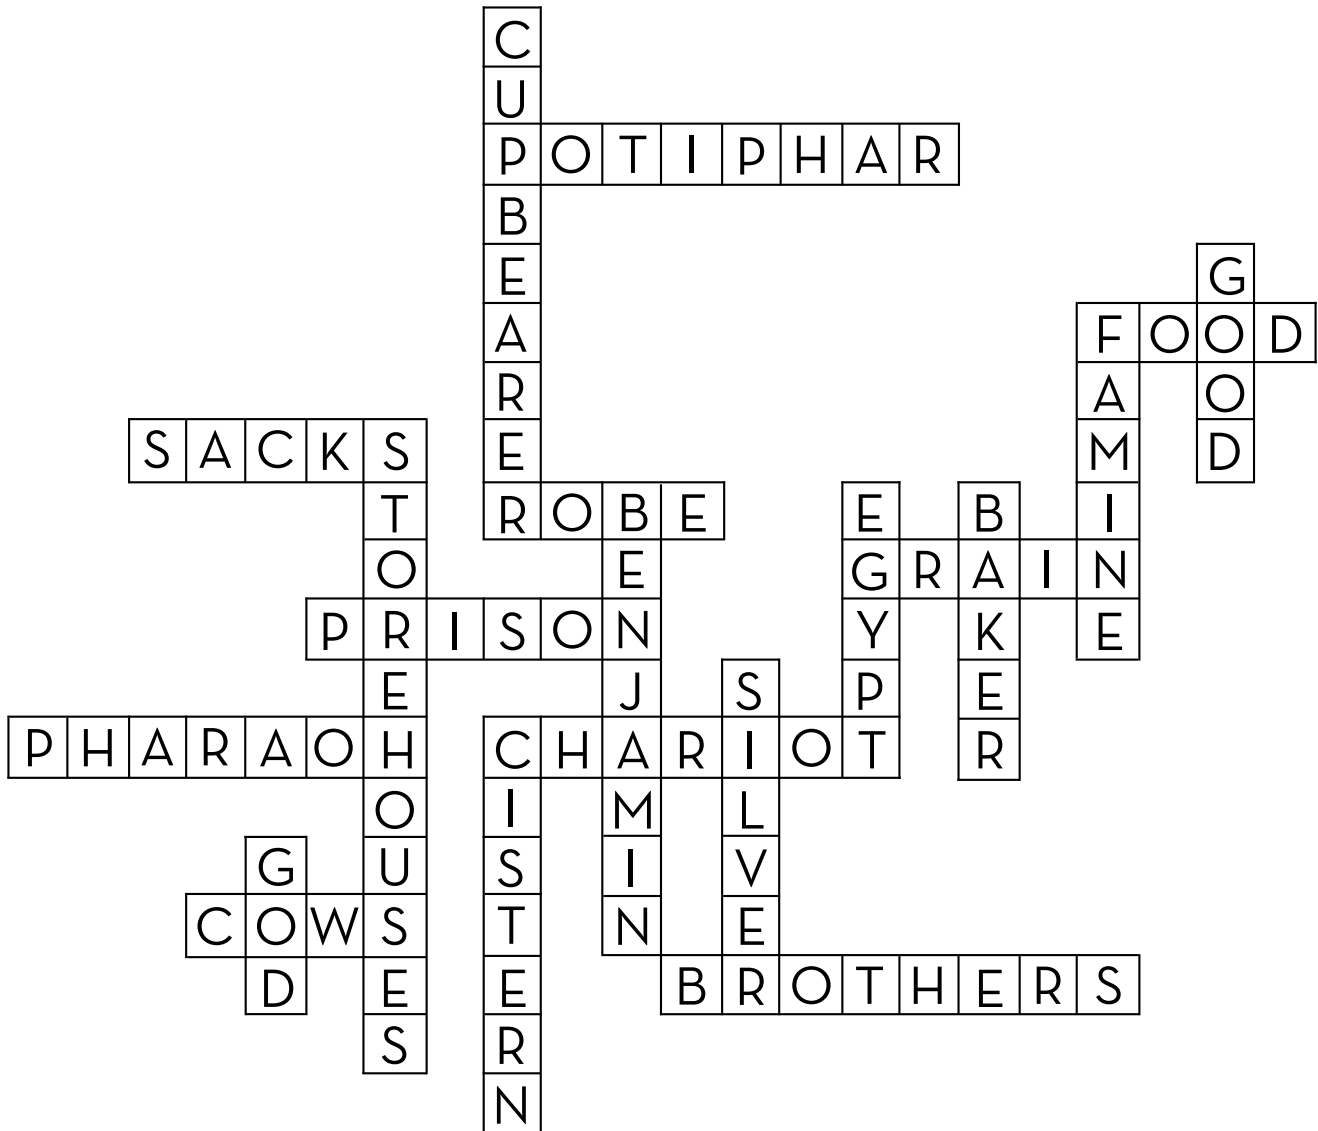 CUPBEARER
POTIPHAR
GOOD
FOOD
FAMINE
SACKS
STOREHOUSES
ROBE
BENJAMIN
EGYPT
BAKER
GRAIN
PRISON
SILVER
PHARAOH
CHARIOT
CISTERN
GOD
COWS
BROTHERS